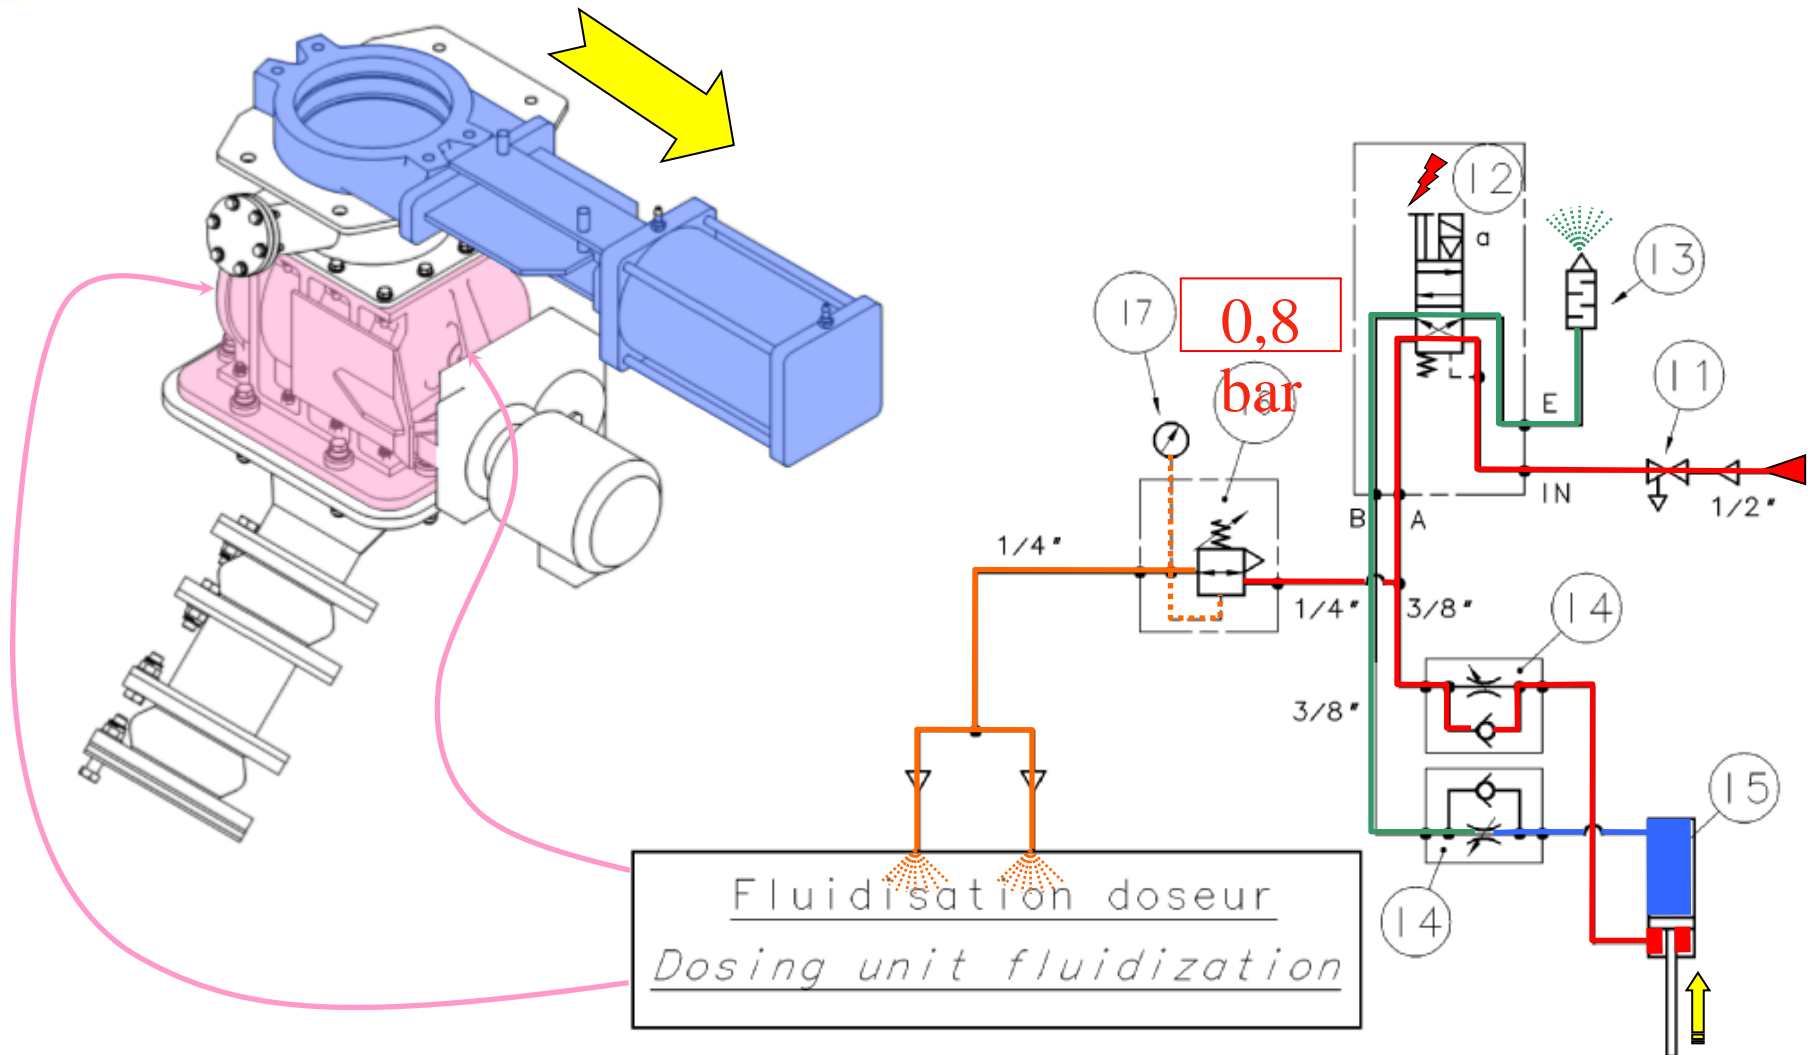 12
a
13
17
0,8
bar
11
E
IN
1/2"
B
A
1/4"
1/4"
3/8"
14
3/8"
15
14
Fluidisation doseur
Dosing unit fluidization